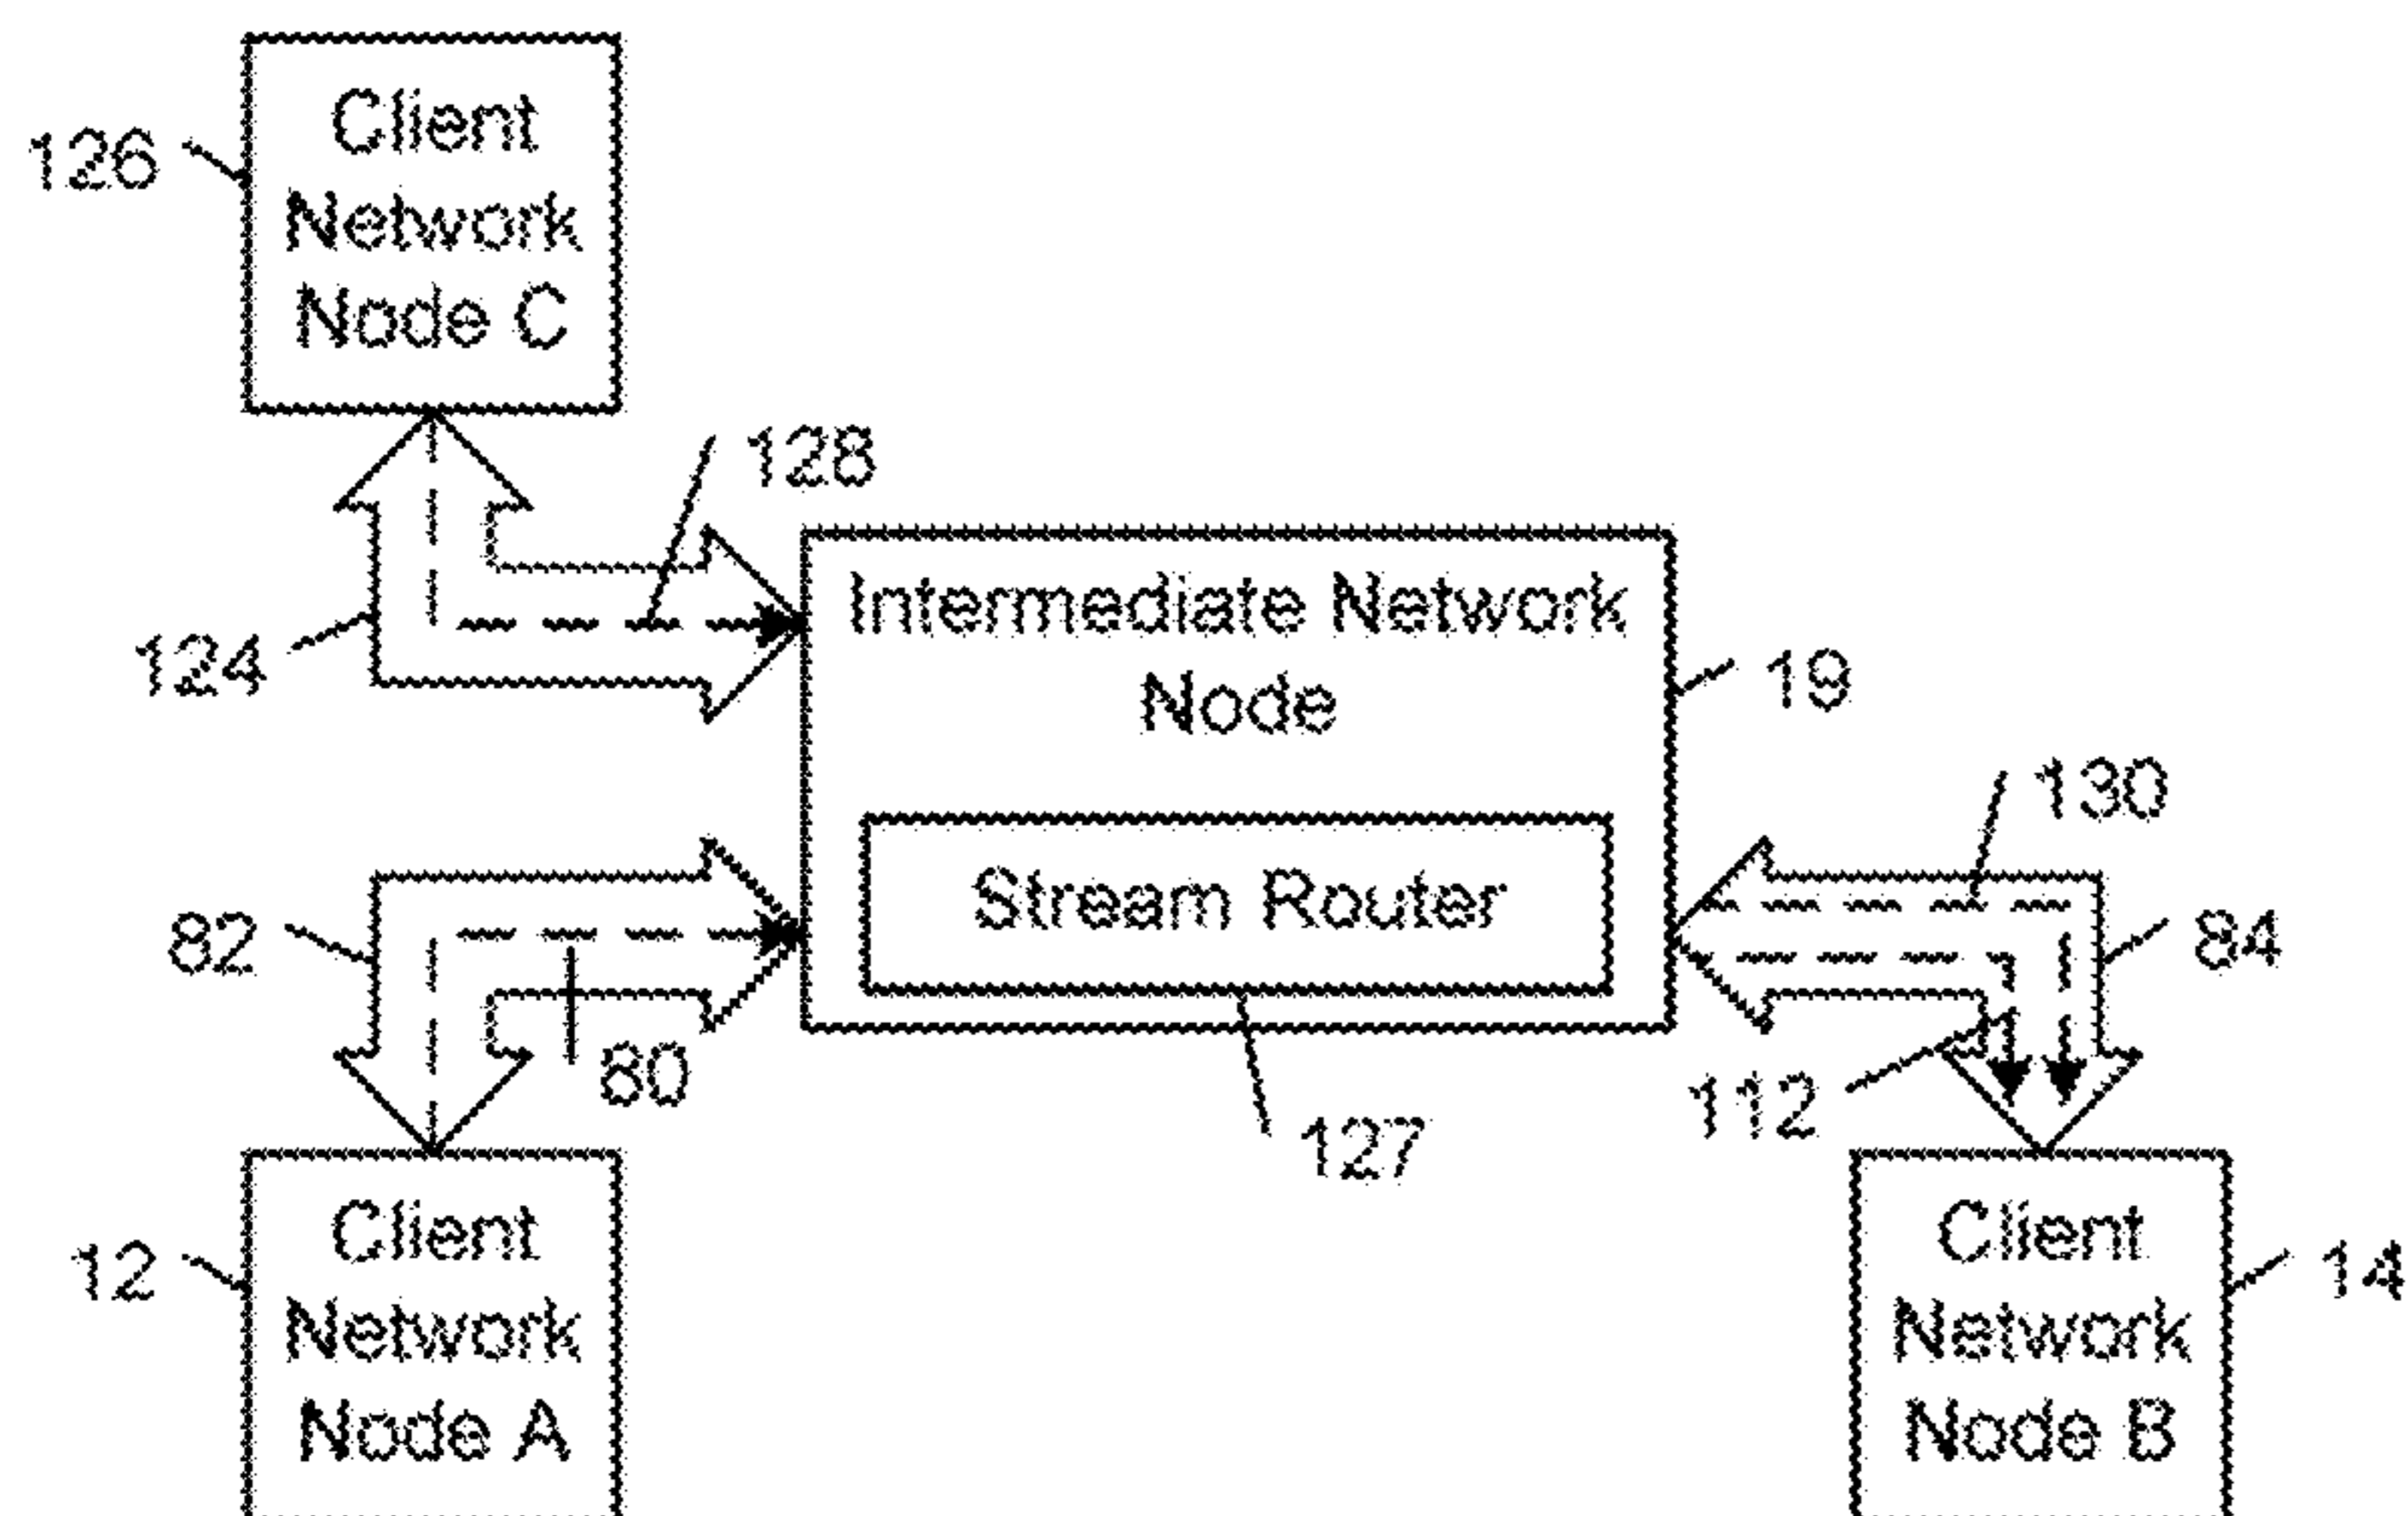 126
Client
Network
Node C
128
124
Intermediate Network
Node
19
130
Stream Router
82
84
80
112
127
12
Client
Network
Node A
Client
Network
Node B
14